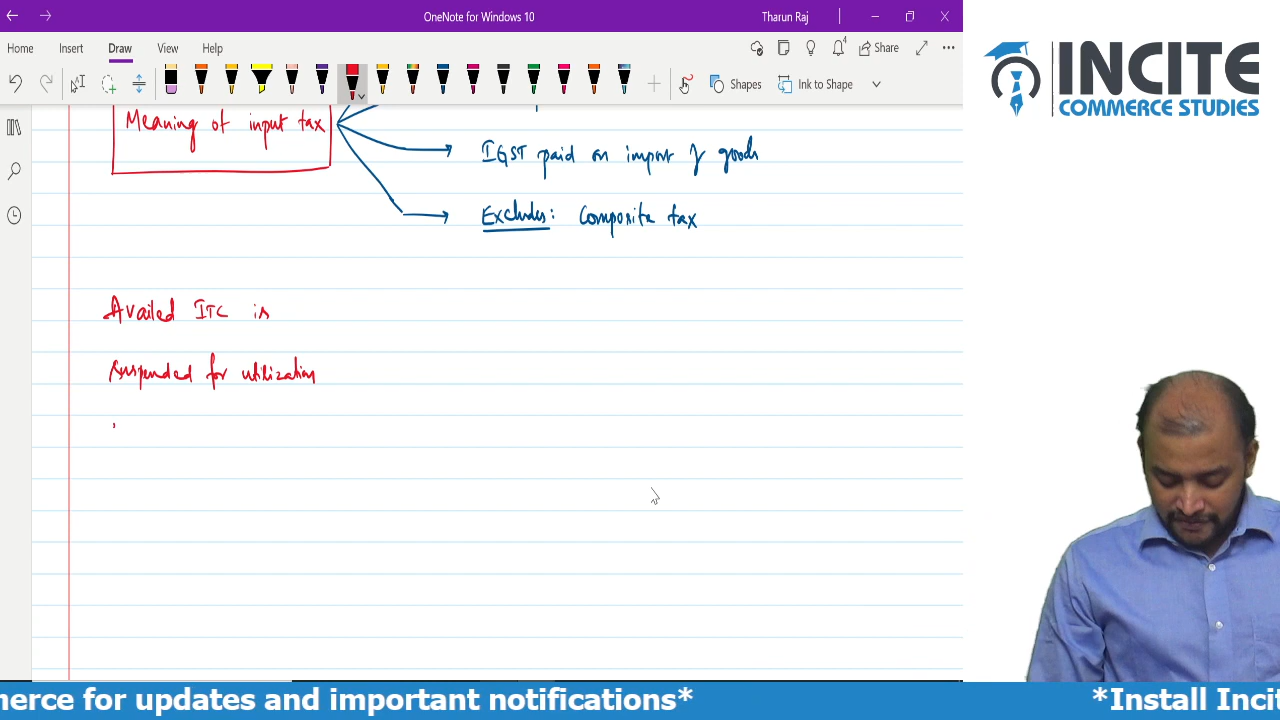 OneNote for Windows 10
Tharun Raj
Home Insert Draw View Help
4
Share
Shapes
Ink to Shape
INCITE
COMMERCE STUDIES
Meaning of input tax
IGST paid on import of goods
Excludes: Composite tax
Availed ITC is
suspended for utilization
merce for updates and important notifications* *Install Incit